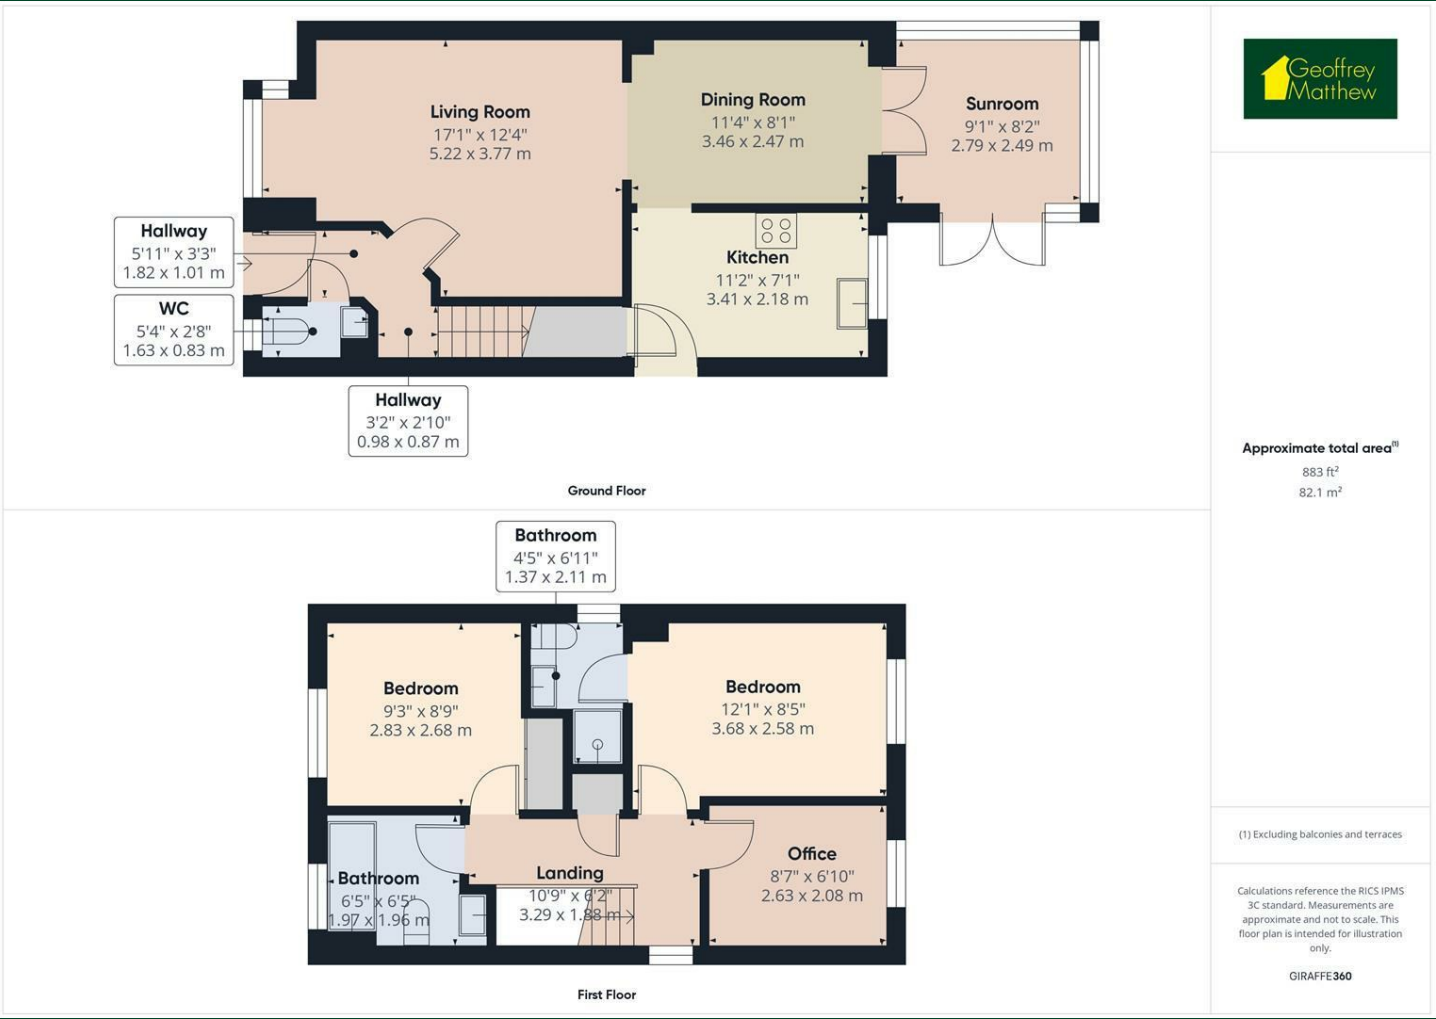 Geoffrey
Matthew
Living Room
17'1" x 12'4"
5.22 x 3.77 m
Dining Room
11'4" x 8'1"
3.46 x 2.47 m
Sunroom
9'1" x 8'2"
2.79 x 2.49 m
Hallway
5'11" x 3'3"
1.82 x 1.01 m
WC
5'4" x 2'8"
1.63 x 0.83 m
Kitchen
11'2" x 7'1"
3.41 x 2.18 m
Hallway
3'2" x 2'10"
0.98 x 0.87 m
Ground Floor
Bathroom
4'5" x 6'11"
1.37 x 2.11 m
Bedroom
9'3" x 8'9"
2.83 x 2.68 m
Bedroom
12'1" x 8'5"
3.68 x 2.58 m
Bathroom
6'5" x 6'5"
1.97 x 1.96 m
Landing
10'9" x 6'2"
3.29 x 1.88 m
Office
8'7" x 6'10"
2.63 x 2.08 m
First Floor
Approximate total area(1)
883 ft²
82.1 m²
(1) Excluding balconies and terraces
Calculations reference the RICS IPMS
3C standard. Measurements are
approximate and not to scale. This
floor plan is intended for illustration
only.
GIRAFFE360